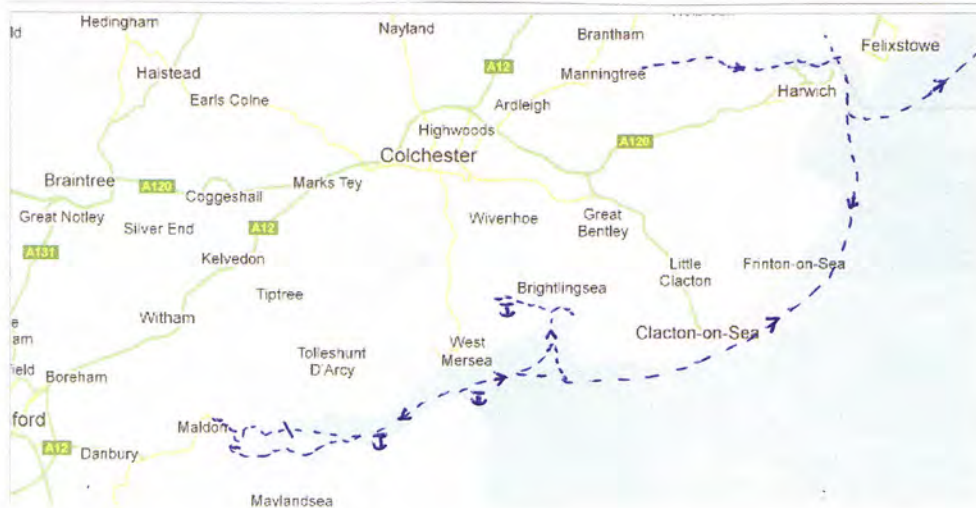 Hedingham
Nayland
Brantham
Felixstowe
A12
Manningtree
Halstead
Harwich
Earls Colne
Ardleigh
Highwoods
A120
Colchester
Braintree
A120
Marks Tey
Coggeshall
Great Notley
Wivenhoe
Great
Bentley
Silver End
A12
A131
Kelvedon
Little
Clacton
Frinton-on-Sea
Tiptree
Brightlingsea
Witham
Clacton-on-Sea
West
Mersea
Tolleshunt
D'Arcy
Boreham
Maldon
A12
Danbury
Maylandsea